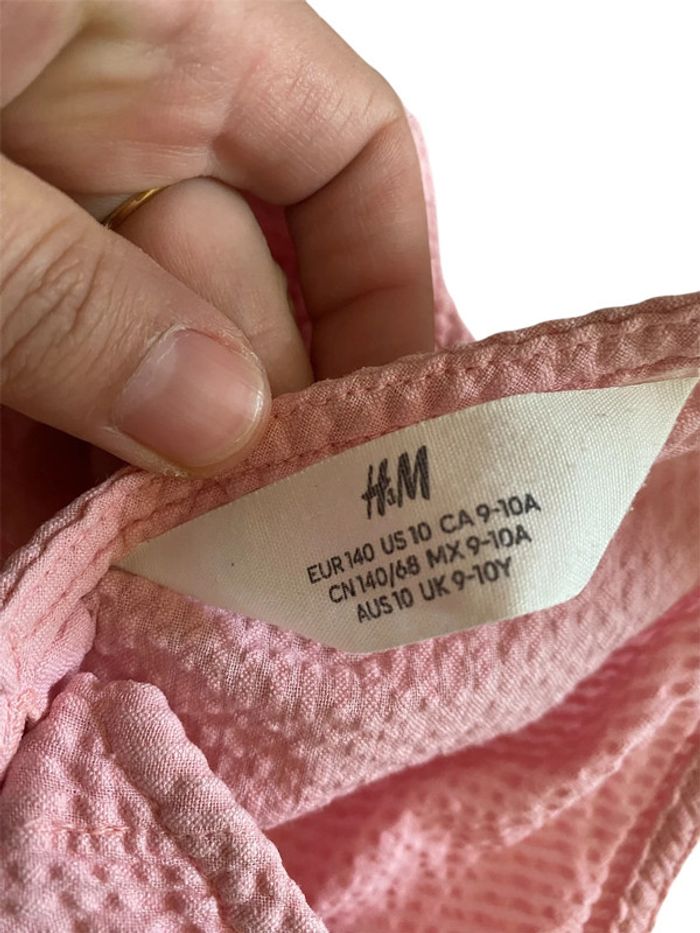 H&M
EUR 140 US 10 CA 9-10A
CN 140/68 MX 9-10A
AUS 10 UK 9-10Y